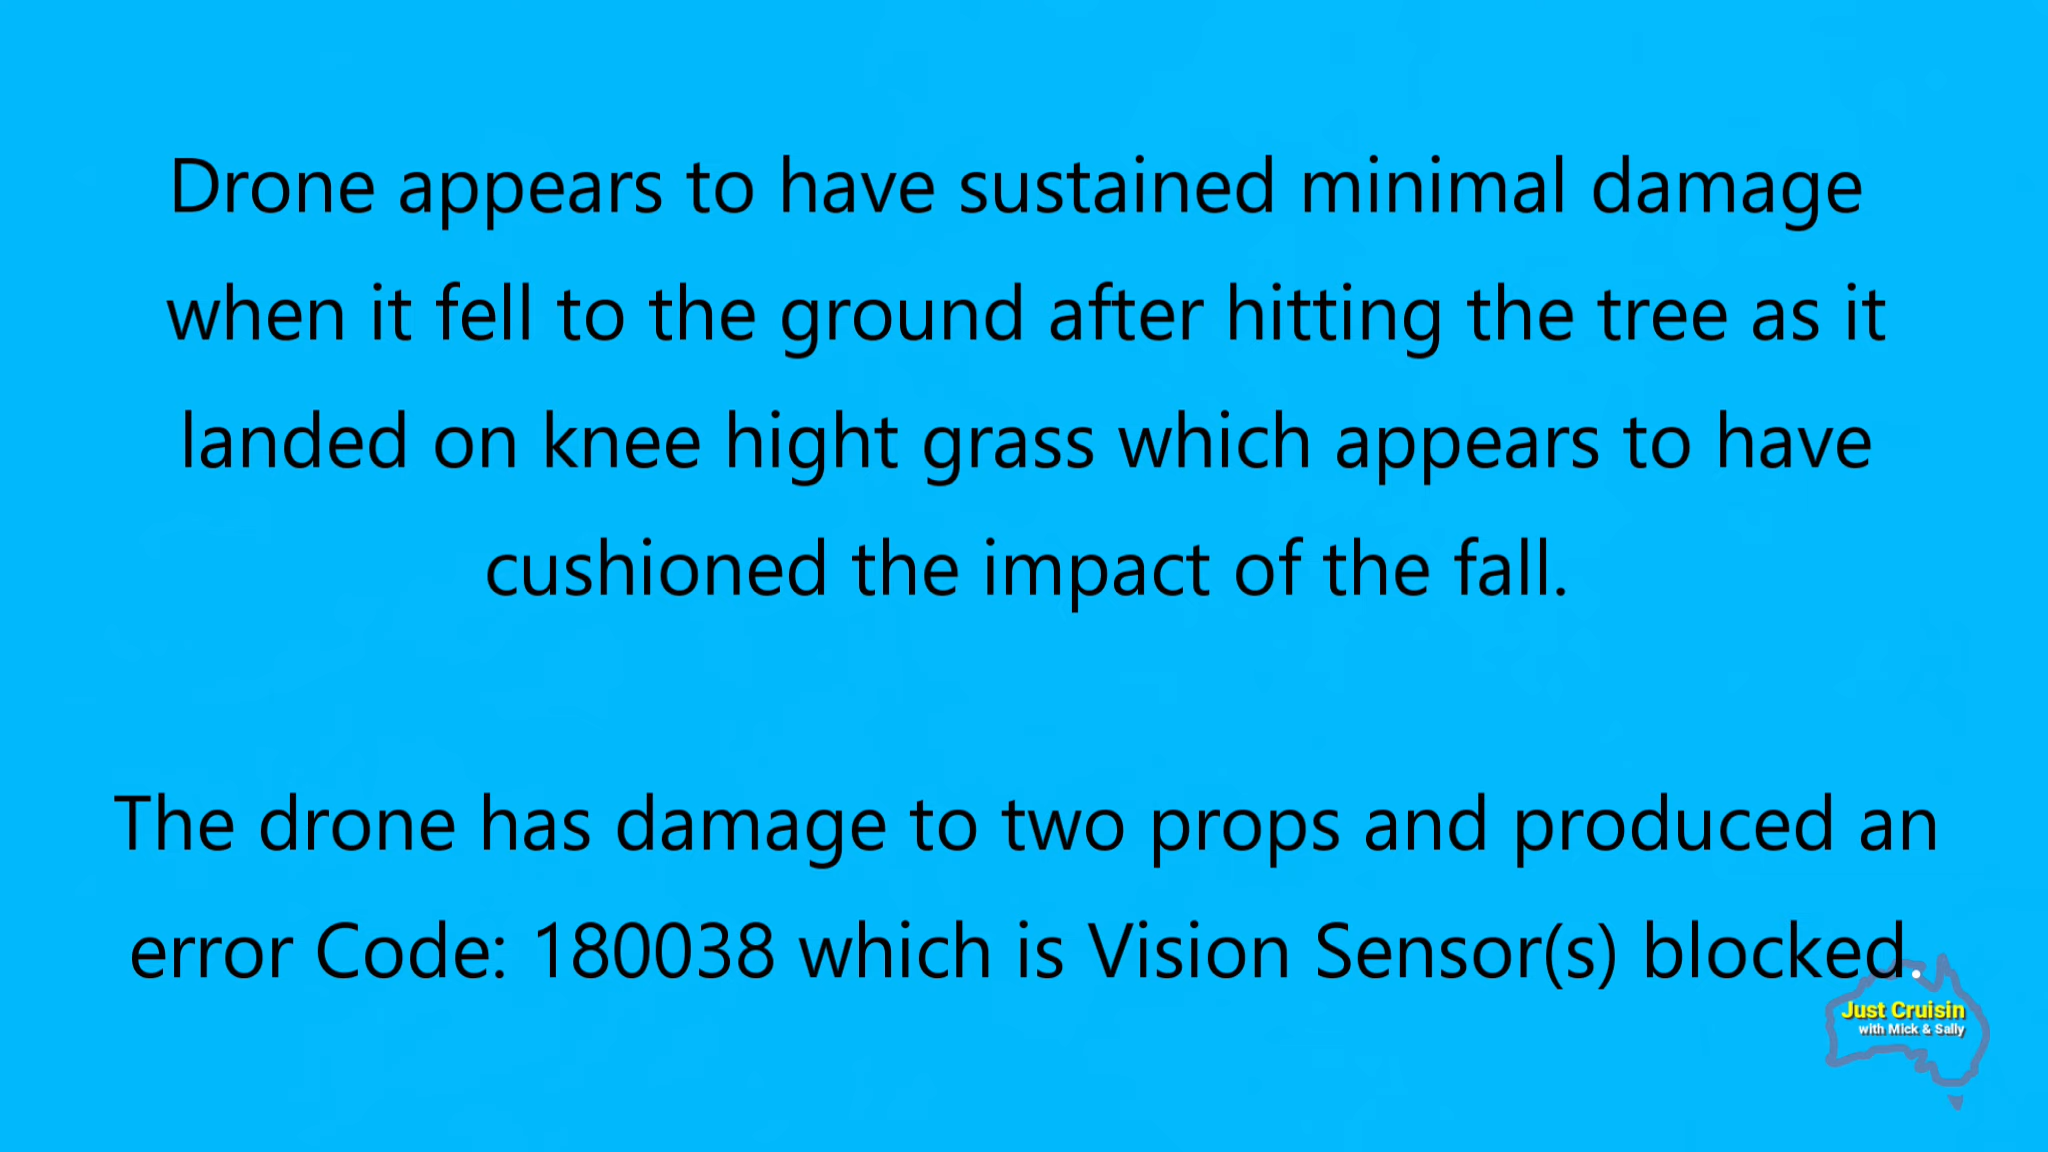 Drone appears to have sustained minimal damage
when it fell to the ground after hitting the tree as it
landed on knee hight grass which appears to have
cushioned the impact of the fall.
The drone has damage to two props and produced an
error Code: 180038 which is Vision Sensor(s) blocked.
Just Cruisin
with Mick & Sally